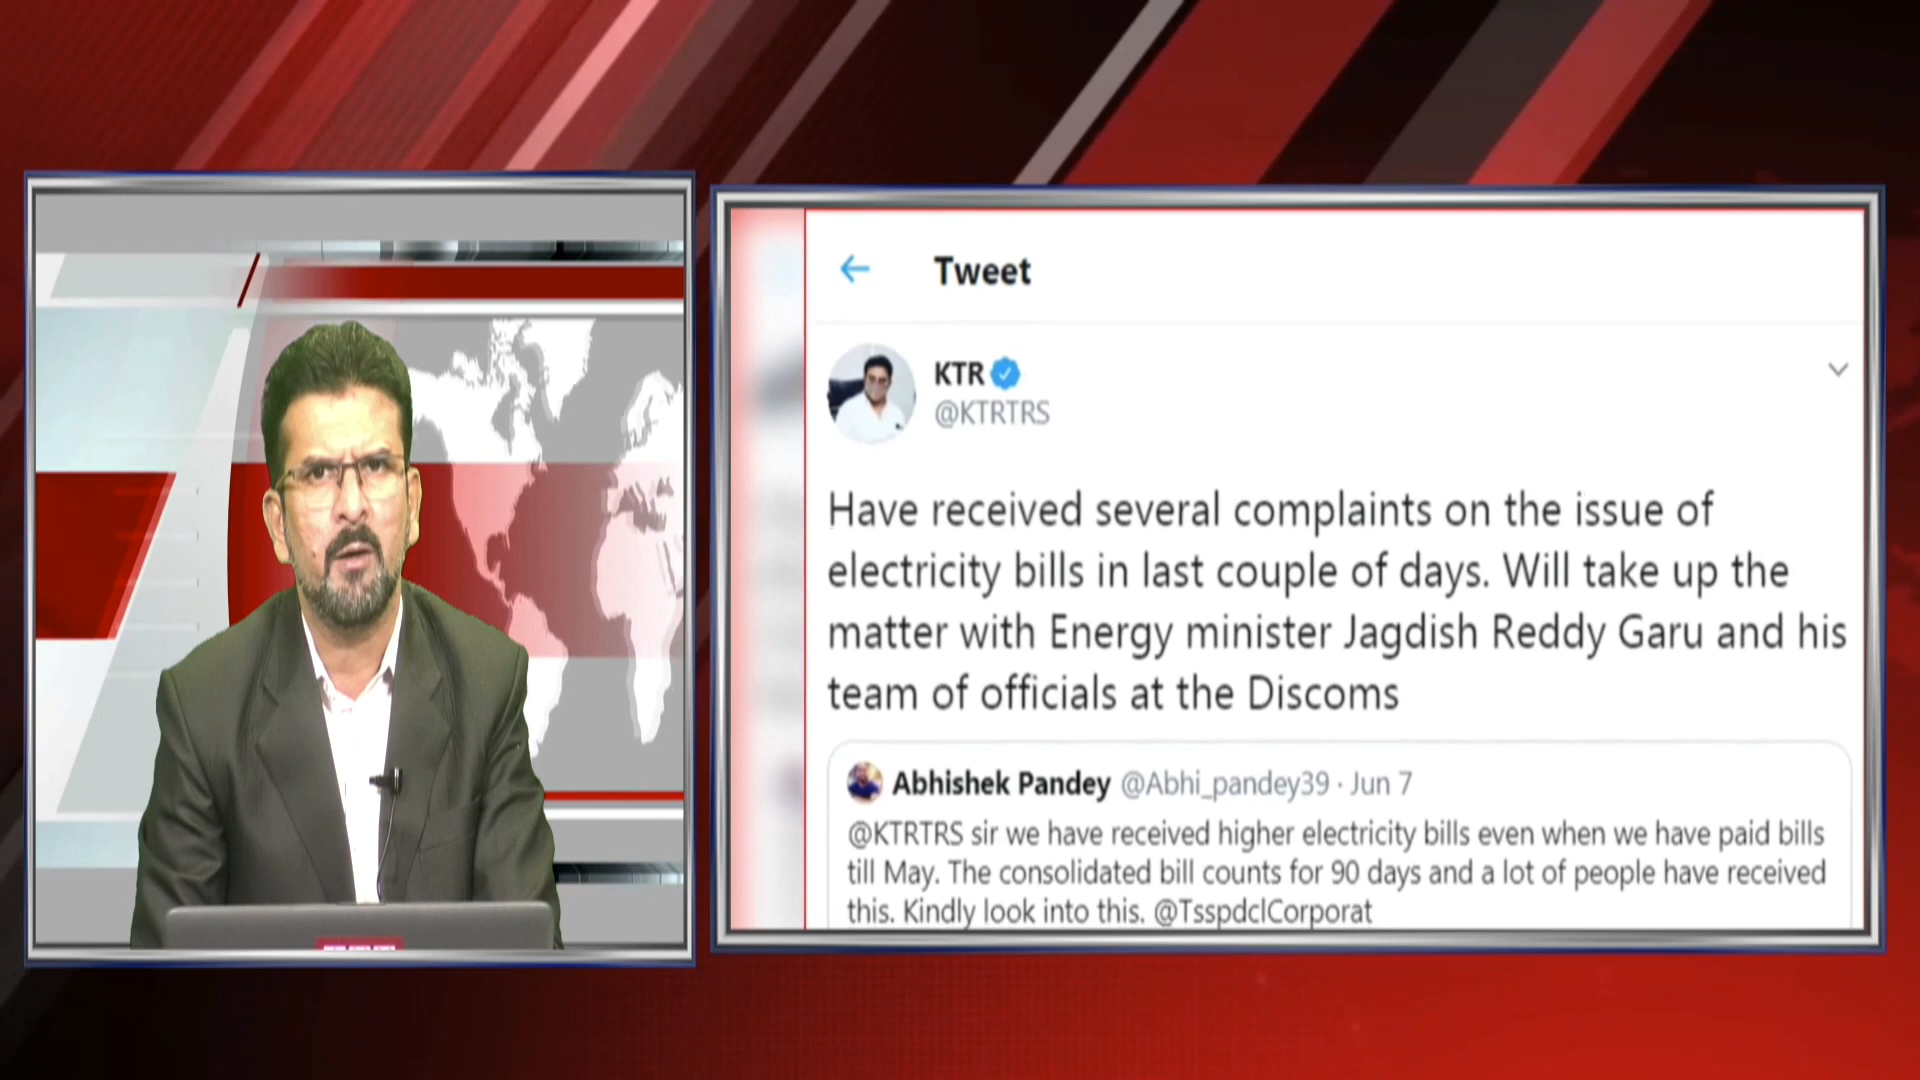 Tweet
KTR
@KTRTRS
Have received several complaints on the issue of
electricity bills in last couple of days. Will take up the
matter with Energy minister Jagdish Reddy Garu and his
team of officials at the Discoms
Abhishek Pandey @Abhi_pandey39 · Jun 7
@KTRTRS sir we have received higher electricity bills even when we have paid bills
till May. The consolidated bill counts for 90 days and a lot of people have received
this. Kindly look into this. @TsspdclCorporat